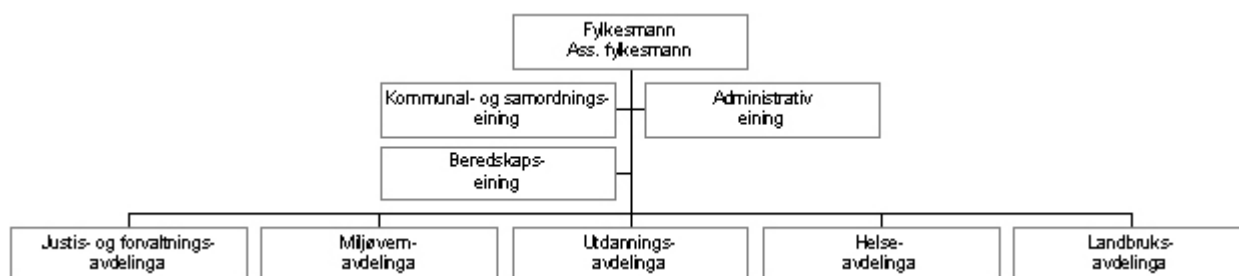 Fylkesmann
Ass. fylkesmann
Kommunal- og samordnings-
eining
Administrativ
eining
Beredskaps-
eining
Justis- og forvaltnings-
avdelinga
Miljøvern-
avdelinga
Utdannings-
avdelinga
Helse-
avdelinga
Landbruks-
avdelinga